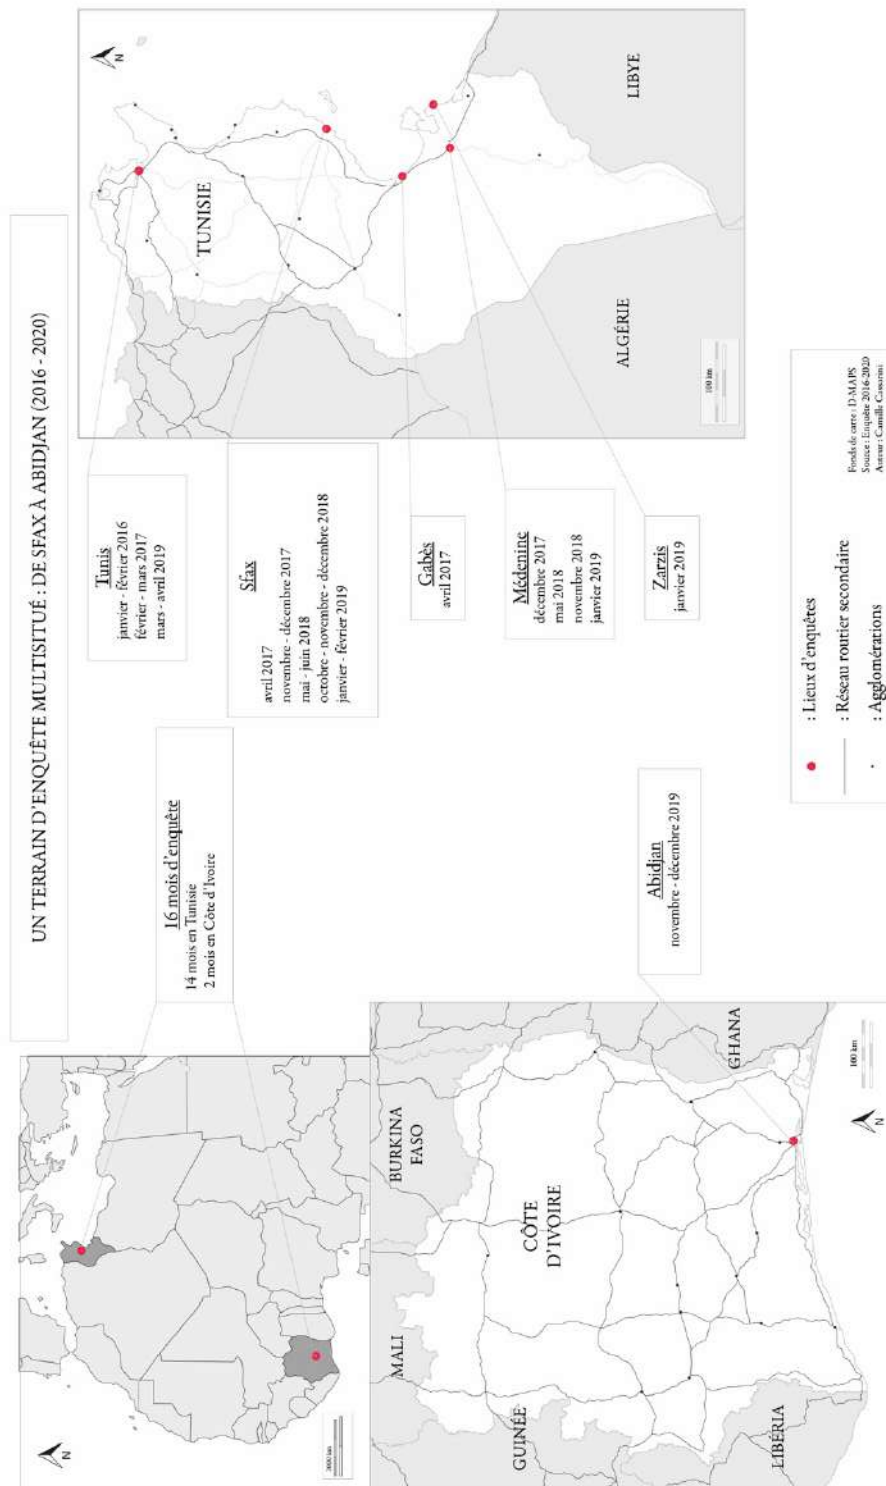 UN TERRAIN D'ENQUÊTE MULTISITUÉ : DE SFAX À ABIDJAN (2016 - 2020)
N
3000 km
16 mois d'enquête
14 mois en Tunisie
2 mois en Côte d'Ivoire
Tunis
janvier - février 2016
février - mars 2017
mars - avril 2019
Sfax
avril 2017
novembre - décembre 2017
mai - juin 2018
octobre - novembre - décembre 2018
janvier - février 2019
Gabès
avril 2017
Médenine
décembre 2017
mai 2018
novembre 2018
janvier 2019
Zarzis
janvier 2019
N
TUNISIE
ALGÉRIE
LIBYE
100 km
MALI
BURKINA
FASO
GUINÉE
CÔTE
D'IVOIRE
GHANA
LIBERIA
100 km
N
Abidjan
novembre - décembre 2019
: Lieux d'enquêtes
: Réseau routier secondaire
: Agglomérations
Fonds de carte : D-MAPS
Source : Enquête 2016-2020
Auteur : Camille Cassarini